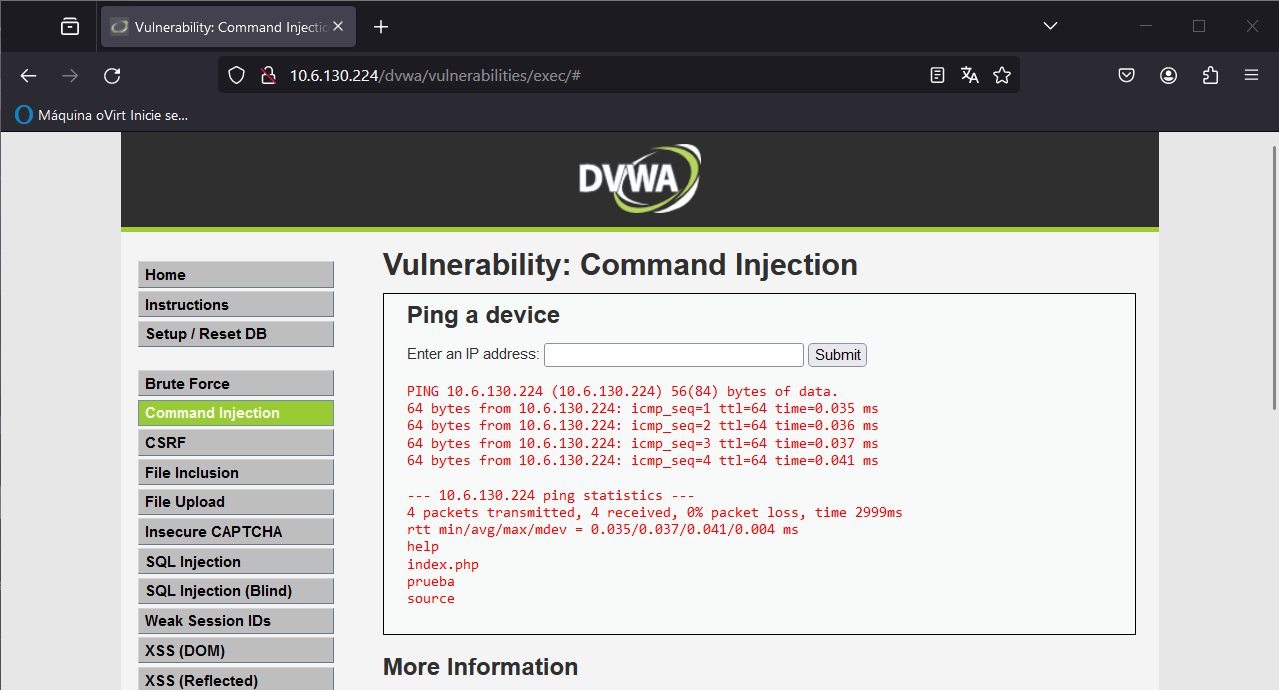 Vulnerability: Command Injectio
10.6.130.224/dvwa/vulnerabilities/exec/#
Máquina oVirt Inicie se...
DVWA
Home
Instructions
Setup / Reset DB
Brute Force
Command Injection
CSRF
File Inclusion
File Upload
Insecure CAPTCHA
SQL Injection
SQL Injection (Blind)
Weak Session IDs
XSS (DOM)
XSS (Reflected)
Vulnerability: Command Injection
Ping a device
Enter an IP address: Submit
PING 10.6.130.224 (10.6.130.224) 56(84) bytes of data.
64 bytes from 10.6.130.224: icmp_seq=1 ttl=64 time=0.035 ms
64 bytes from 10.6.130.224: icmp_seq=2 ttl=64 time=0.036 ms
64 bytes from 10.6.130.224: icmp_seq=3 ttl=64 time=0.037 ms
64 bytes from 10.6.130.224: icmp_seq=4 ttl=64 time=0.041 ms
--- 10.6.130.224 ping statistics ---
4 packets transmitted, 4 received, 0% packet loss, time 2999ms
rtt min/avg/max/mdev = 0.035/0.037/0.041/0.004 ms
help
index.php
prueba
source
More Information